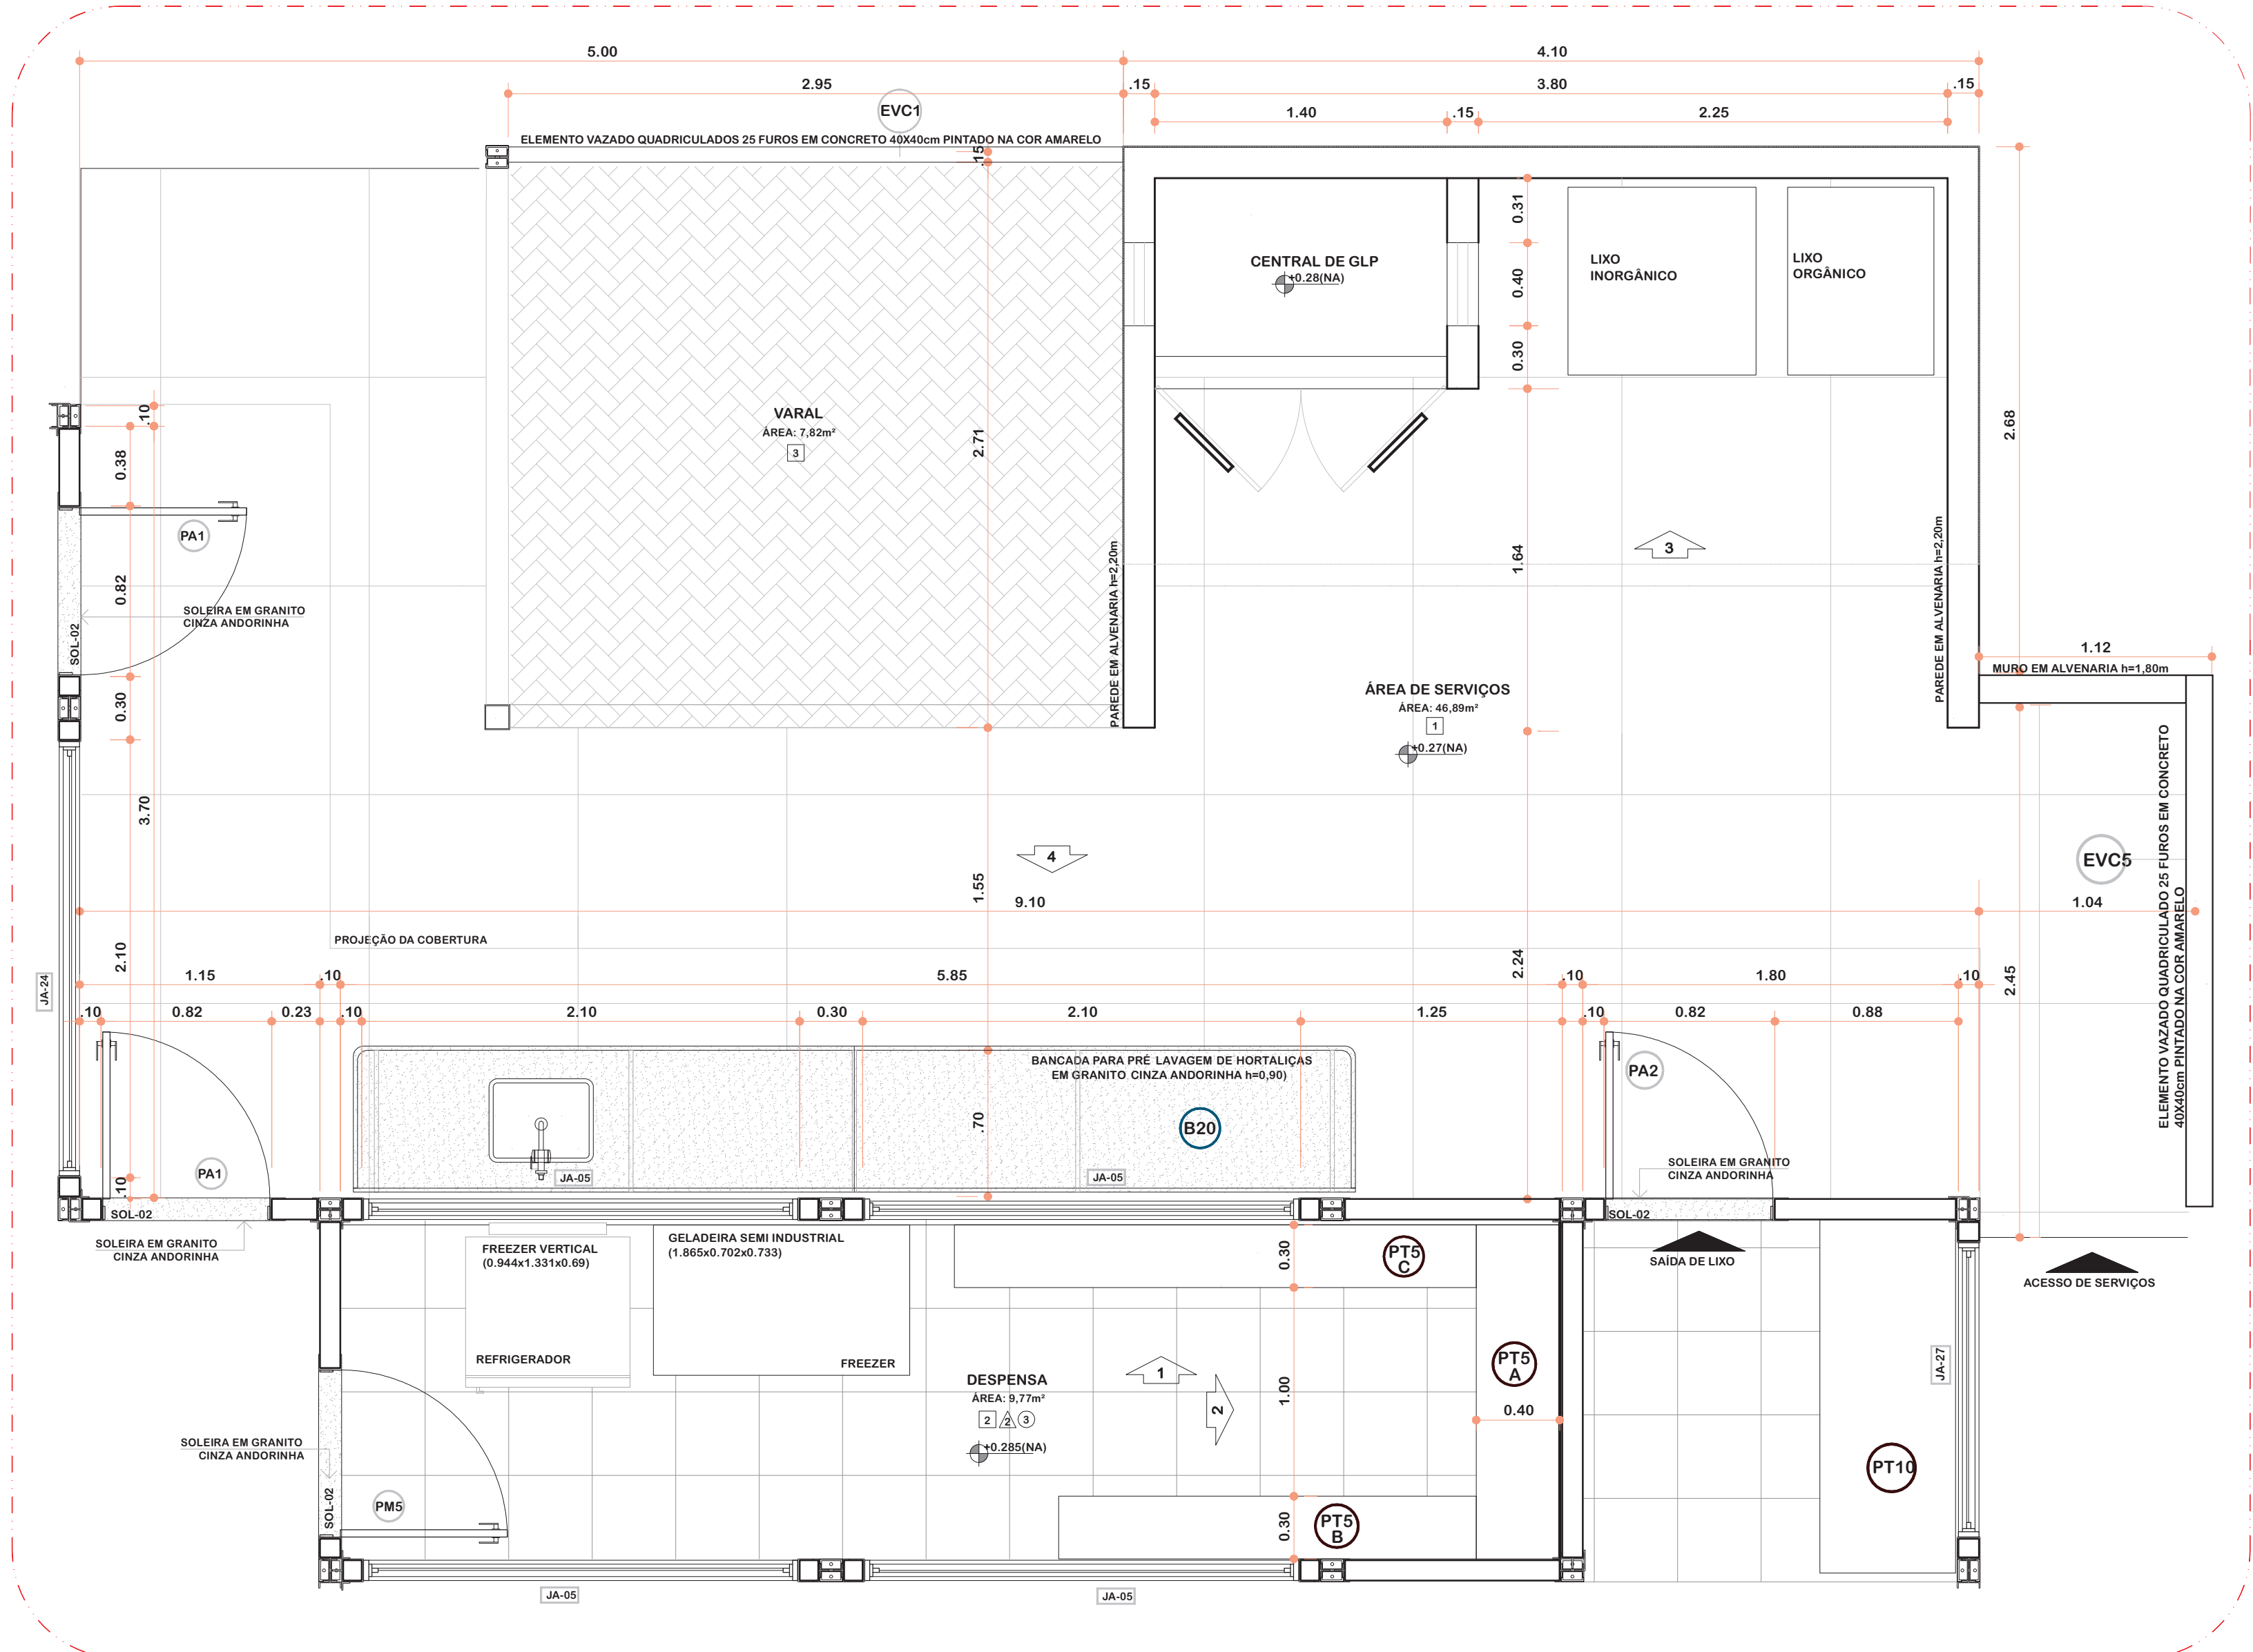 5.00
4.10
2.95
.15
3.80
.15
EVC1
1.40
.15
2.25
ELEMENTO VAZADO QUADRICULADOS 25 FUROS EM CONCRETO 40X40cm PINTADO NA COR AMARELO
.15
0.31
CENTRAL DE GLP
+0.28(NA)
0.40
LIXO
INORGÂNICO
LIXO
ORGÂNICO
0.30
VARAL
ÁREA: 7,82m²
3
2.71
2.68
.10
0.38
PA1
0.82
SOLEIRA EM GRANITO
CINZA ANDORINHA
SOL-02
0.30
PAREDE EM ALVENARIA h=2,20m
1.64
3
PAREDE EM ALVENARIA h=2,20m
1.12
MURO EM ALVENARIA h=1,80m
ÁREA DE SERVIÇOS
ÁREA: 46,89m²
1
+0.27(NA)
3.70
4
1.55
9.10
1.04
EVC5
ELEMENTO VAZADO QUADRICULADO 25 FUROS EM CONCRETO
40X40cm PINTADO NA COR AMARELO
PROJEÇÃO DA COBERTURA
2.10
JA-24
2.24
2.45
1.15
.10
5.85
.10
1.80
.10
.10
0.82
0.23
.10
2.10
0.30
2.10
1.25
.10
0.82
0.88
BANCADA PARA PRÉ LAVAGEM DE HORTALIÇAS
EM GRANITO CINZA ANDORINHA h=0,90)
.70
B20
PA2
PA1
.10
JA-05
JA-05
SOLEIRA EM GRANITO
CINZA ANDORINHA
SOL-02
SOL-02
SOLEIRA EM GRANITO
CINZA ANDORINHA
FREEZER VERTICAL
(0.944x1.331x0.69)
GELADEIRA SEMI INDUSTRIAL
(1.865x0.702x0.733)
0.30
PT5
C
SAÍDA DE LIXO
ACESSO DE SERVIÇOS
REFRIGERADOR
FREEZER
DESPENSA
ÁREA: 9,77m²
2
2
3
+0.285(NA)
1
2
1.00
PT5
A
0.40
JA-27
SOLEIRA EM GRANITO
CINZA ANDORINHA
SOL-02
PM5
0.30
PT5
B
PT10
JA-05
JA-05